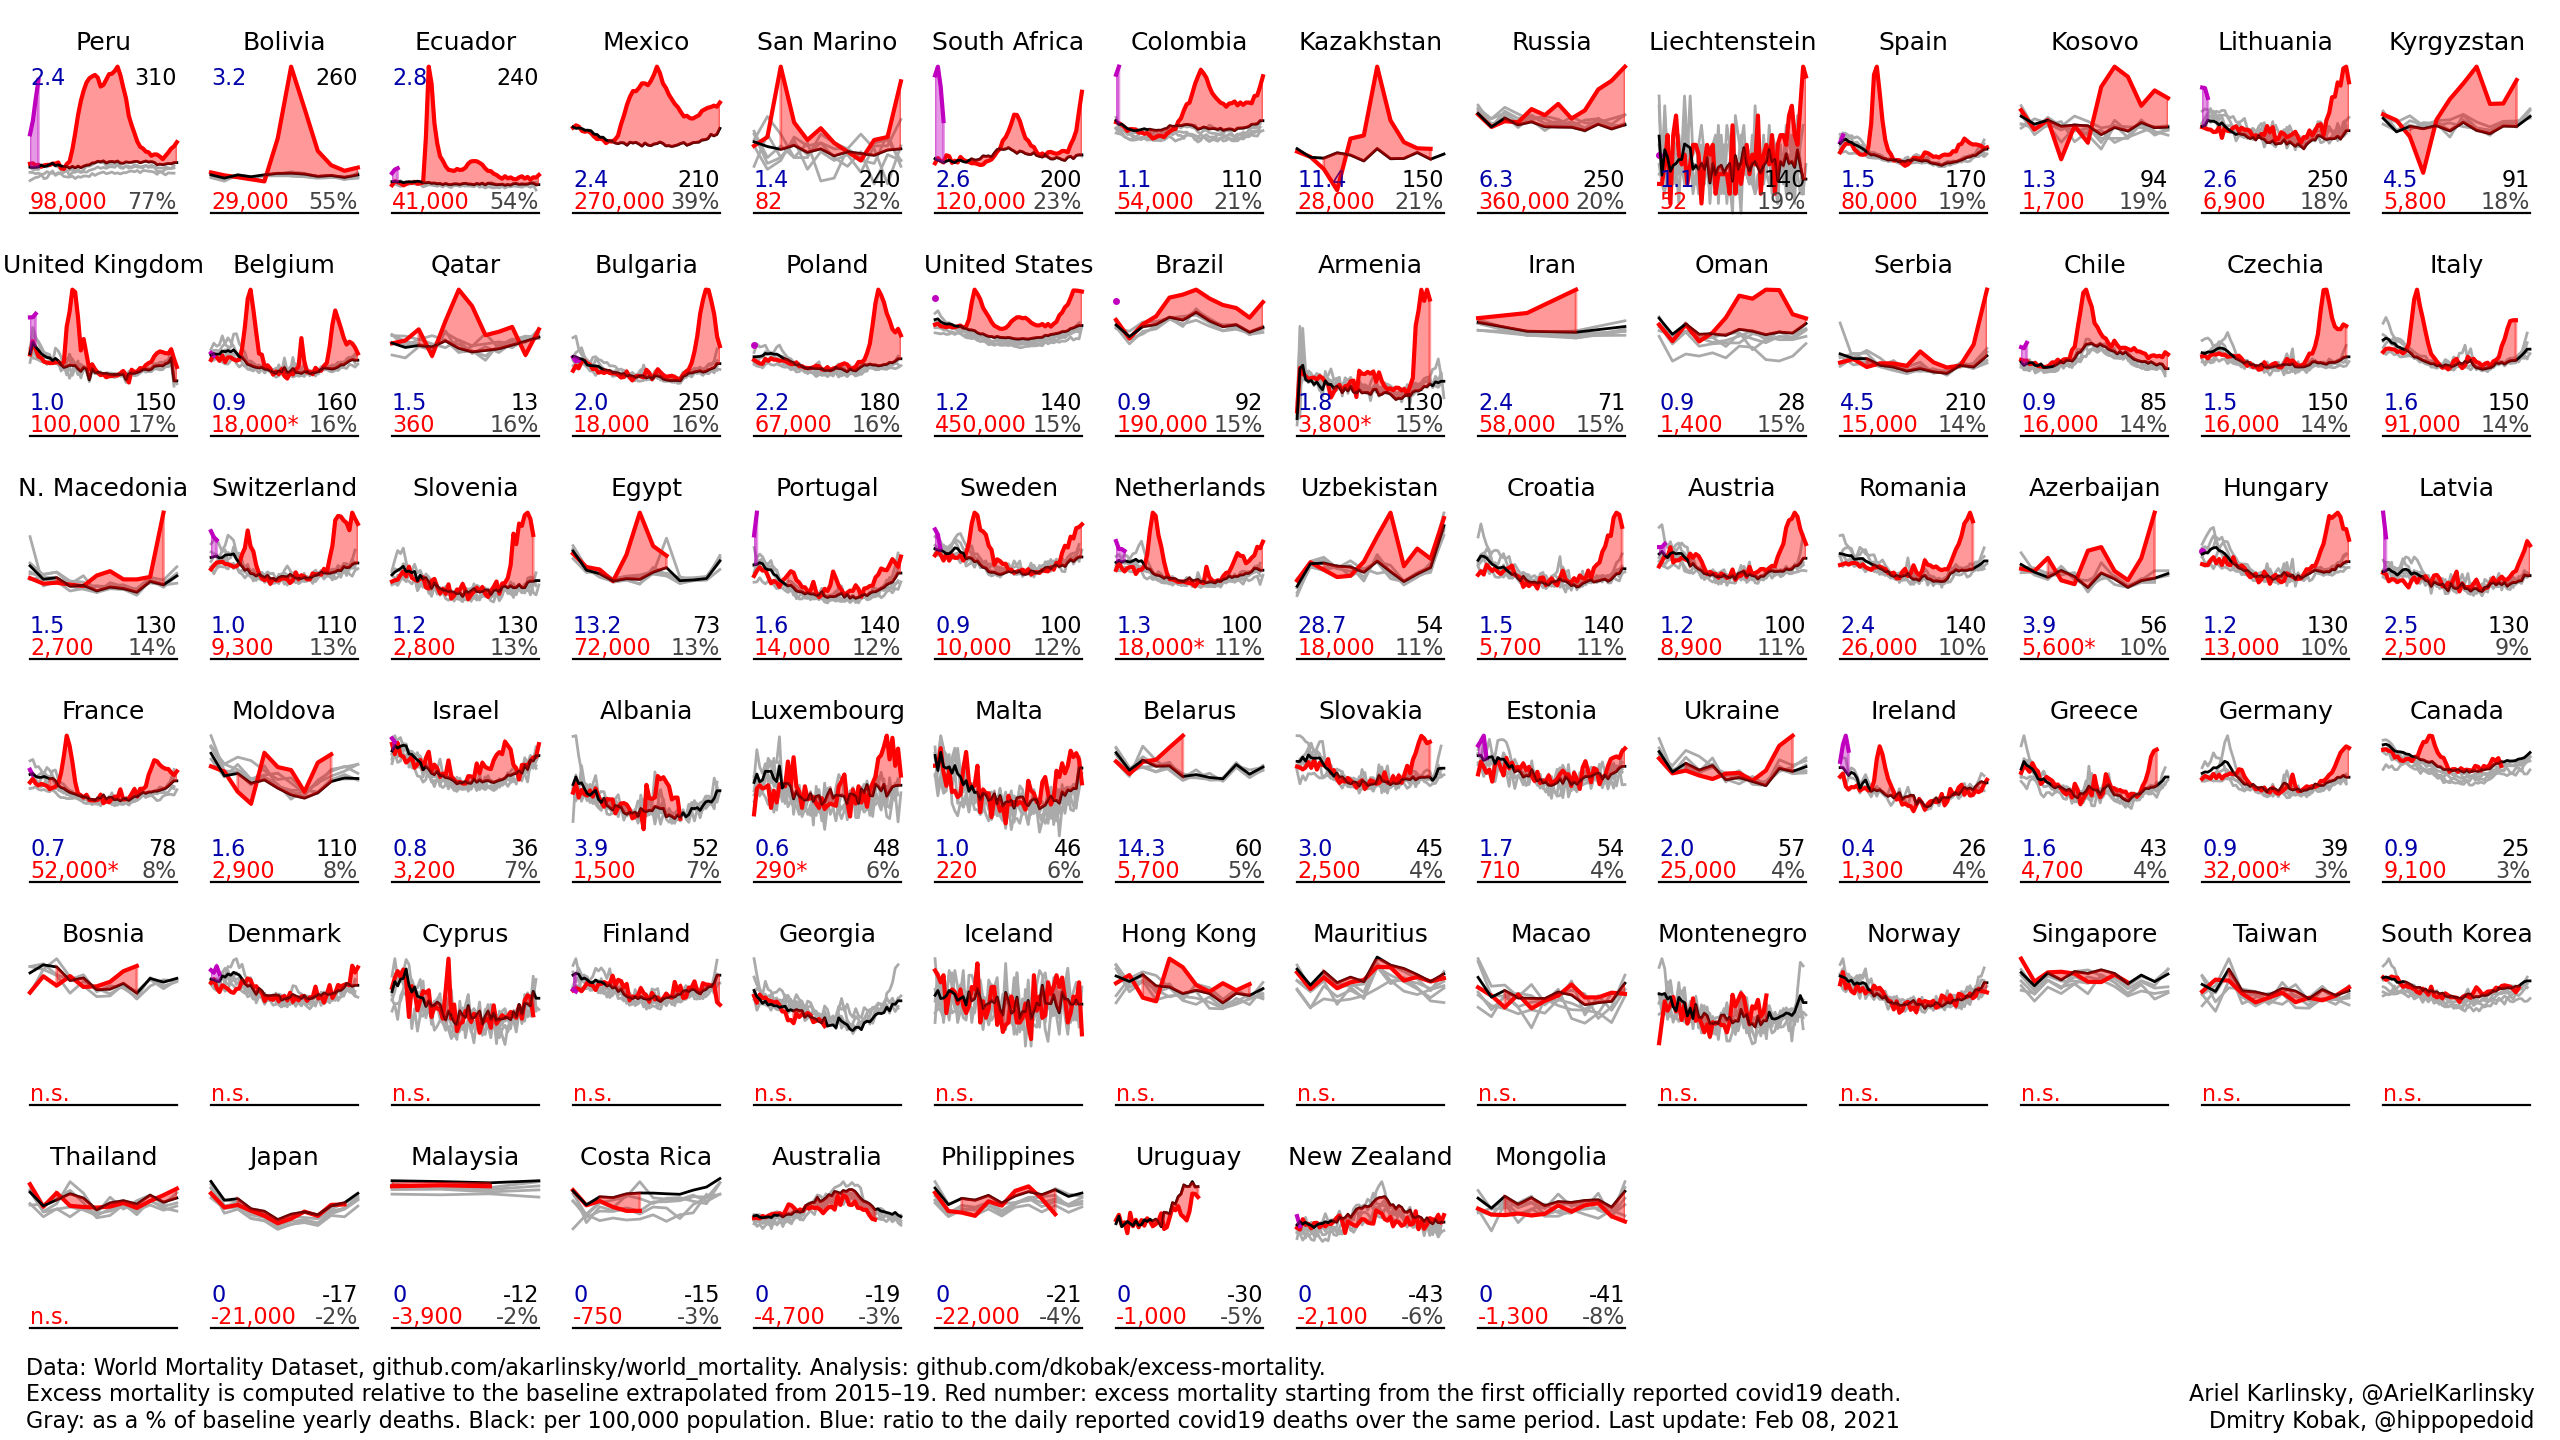 Peru Bolivia Ecuador Mexico San Marino South Africa Colombia Kazakhstan Russia Liechtenstein Spain Kosovo Lithuania Kyrgyzstan
2.4 310 3.2 260 2.8 240
2.4 210 1.4 240 2.6 200 1.1 110 11.4 150 6.3 250 1.1 140 1.5 170 1.3 94 2.6 250 4.5 91
98,000 77% 29,000 55% 41,000 54% 270,000 39% 82 32% 120,000 23% 54,000 21% 28,000 21% 360,000 20% 52 19% 80,000 19% 1,700 19% 6,900 18% 5,800 18%
United Kingdom Belgium Qatar Bulgaria Poland United States Brazil Armenia Iran Oman Serbia Chile Czechia Italy
1.0 150 0.9 160 1.5 13 2.0 250 2.2 180 1.2 140 0.9 92 1.8 130 2.4 71 0.9 28 4.5 210 0.9 85 1.5 150 1.6 150
100,000 17% 18,000* 16% 360 16% 18,000 16% 67,000 16% 450,000 15% 190,000 15% 3,800* 15% 58,000 15% 1,400 15% 15,000 14% 16,000 14% 16,000 14% 91,000 14%
N. Macedonia Switzerland Slovenia Egypt Portugal Sweden Netherlands Uzbekistan Croatia Austria Romania Azerbaijan Hungary Latvia
1.5 130 1.0 110 1.2 130 13.2 73 1.6 140 0.9 100 1.3 100 28.7 54 1.5 140 1.2 100 2.4 140 3.9 56 1.2 130 2.5 130
2,700 14% 9,300 13% 2,800 13% 72,000 13% 14,000 12% 10,000 12% 18,000* 11% 18,000 11% 5,700 11% 8,900 11% 26,000 10% 5,600* 10% 13,000 10% 2,500 9%
France Moldova Israel Albania Luxembourg Malta Belarus Slovakia Estonia Ukraine Ireland Greece Germany Canada
0.7 78 1.6 110 0.8 36 3.9 52 0.6 48 1.0 46 14.3 60 3.0 45 1.7 54 2.0 57 0.4 26 1.6 43 0.9 39 0.9 25
52,000* 8% 2,900 8% 3,200 7% 1,500 7% 290* 6% 220 6% 5,700 5% 2,500 4% 710 4% 25,000 4% 1,300 4% 4,700 4% 32,000* 3% 9,100 3%
Bosnia Denmark Cyprus Finland Georgia Iceland Hong Kong Mauritius Macao Montenegro Norway Singapore Taiwan South Korea
n.s. n.s. n.s. n.s. n.s. n.s. n.s. n.s. n.s. n.s. n.s. n.s. n.s. n.s.
Thailand Japan Malaysia Costa Rica Australia Philippines Uruguay New Zealand Mongolia
0 -17 0 -12 0 -15 0 -19 0 -21 0 -30 0 -43 0 -41
n.s. -21,000 -2% -3,900 -2% -750 -3% -4,700 -3% -22,000 -4% -1,000 -5% -2,100 -6% -1,300 -8%
Data: World Mortality Dataset, github.com/akarlinsky/world_mortality. Analysis: github.com/dkobak/excess-mortality.
Excess mortality is computed relative to the baseline extrapolated from 2015–19. Red number: excess mortality starting from the first officially reported covid19 death. Ariel Karlinsky, @ArielKarlinsky
Gray: as a % of baseline yearly deaths. Black: per 100,000 population. Blue: ratio to the daily reported covid19 deaths over the same period. Last update: Feb 08, 2021 Dmitry Kobak, @hippopedoid